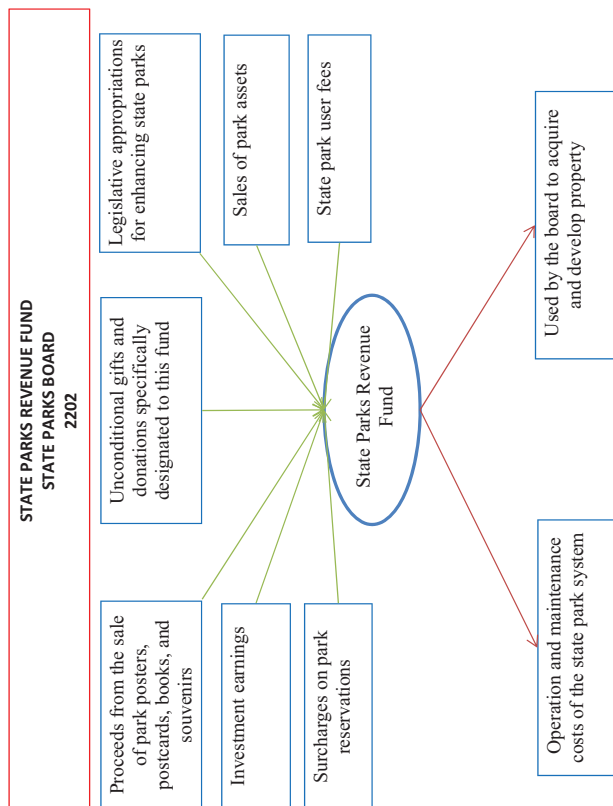 STATE PARKS REVENUE FUND
STATE PARKS BOARD
2202
Proceeds from the sale
of park posters,
postcards, books, and
souvenirs
Unconditional gifts and
donations specifically
designated to this fund
Legislative appropriations
for enhancing state parks
Investment earnings
Sales of park assets
Surcharges on park
reservations
State park user fees
State Parks Revenue
Fund
Operation and maintenance
costs of the state park system
Used by the board to acquire
and develop property